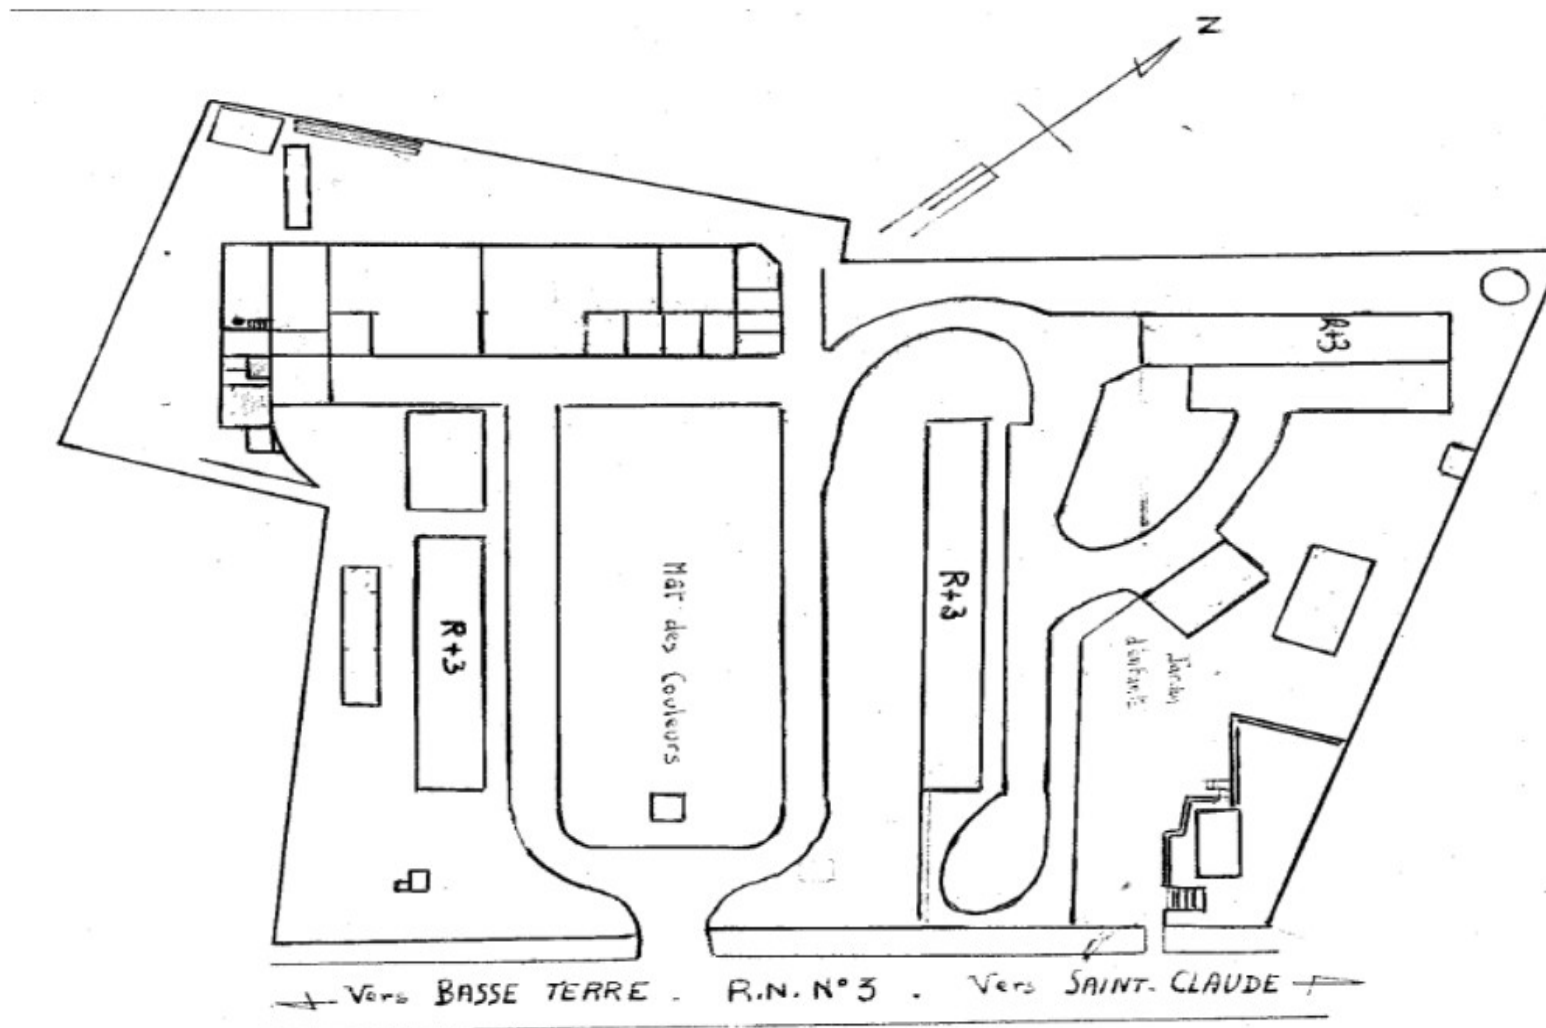 N
R+3
R+3
R+3
Mât des Couleurs
Jardin
d'enfants
Vers BASSE TERRE . R.N. N° 3 . Vers SAINT-CLAUDE